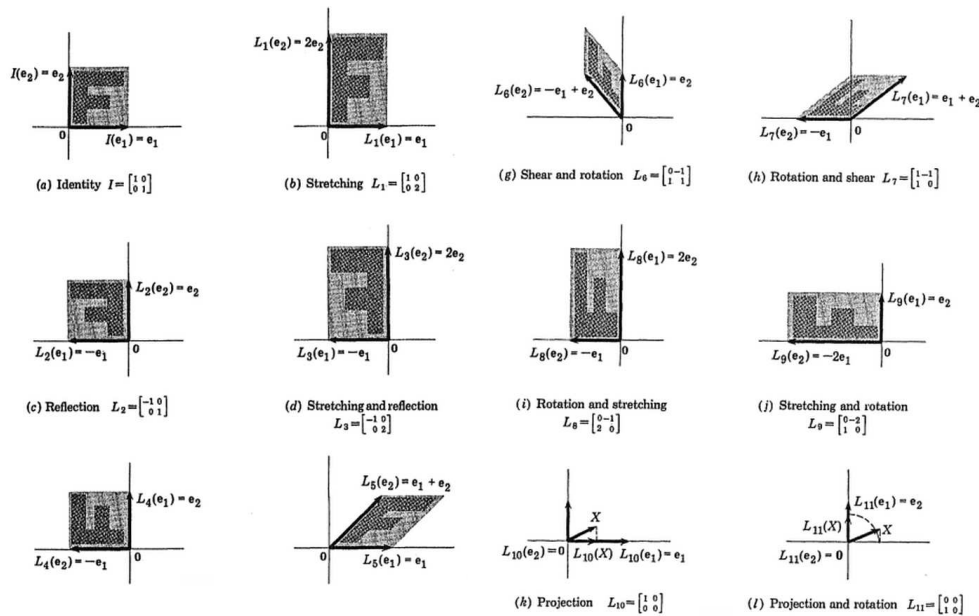 I(e₂) = e₂
0
I(e₁) = e₁
(a) Identity I = [1 0
0 1]
L₁(e₂) = 2e₂
0
L₁(e₁) = e₁
(b) Stretching L₁ = [1 0
0 2]
L₆(e₁) = e₂
L₆(e₂) = −e₁ + e₂
0
(g) Shear and rotation L₆ = [0 −1
1 1]
L₇(e₁) = e₁ + e₂
L₇(e₂) = −e₁
0
(h) Rotation and shear L₇ = [1 −1
1 0]
L₂(e₂) = e₂
L₂(e₁) = −e₁
0
(c) Reflection L₂ = [−1 0
0 1]
L₃(e₂) = 2e₂
L₃(e₁) = −e₁
0
(d) Stretching and reflection
L₃ = [−1 0
0 2]
L₈(e₁) = 2e₂
L₈(e₂) = −e₁
0
(i) Rotation and stretching
L₈ = [0 −1
2 0]
L₉(e₁) = e₂
L₉(e₂) = −2e₁
0
(j) Stretching and rotation
L₉ = [0 −2
1 0]
L₄(e₁) = e₂
L₄(e₂) = −e₁
0
L₅(e₂) = e₁ + e₂
0
L₅(e₁) = e₁
X
L₁₀(e₂) = 0
L₁₀(X)
L₁₀(e₁) = e₁
(k) Projection L₁₀ = [1 0
0 0]
L₁₁(e₁) = e₂
L₁₁(X)
X
L₁₁(e₂) = 0
0
(l) Projection and rotation L₁₁ = [0 0
1 0]